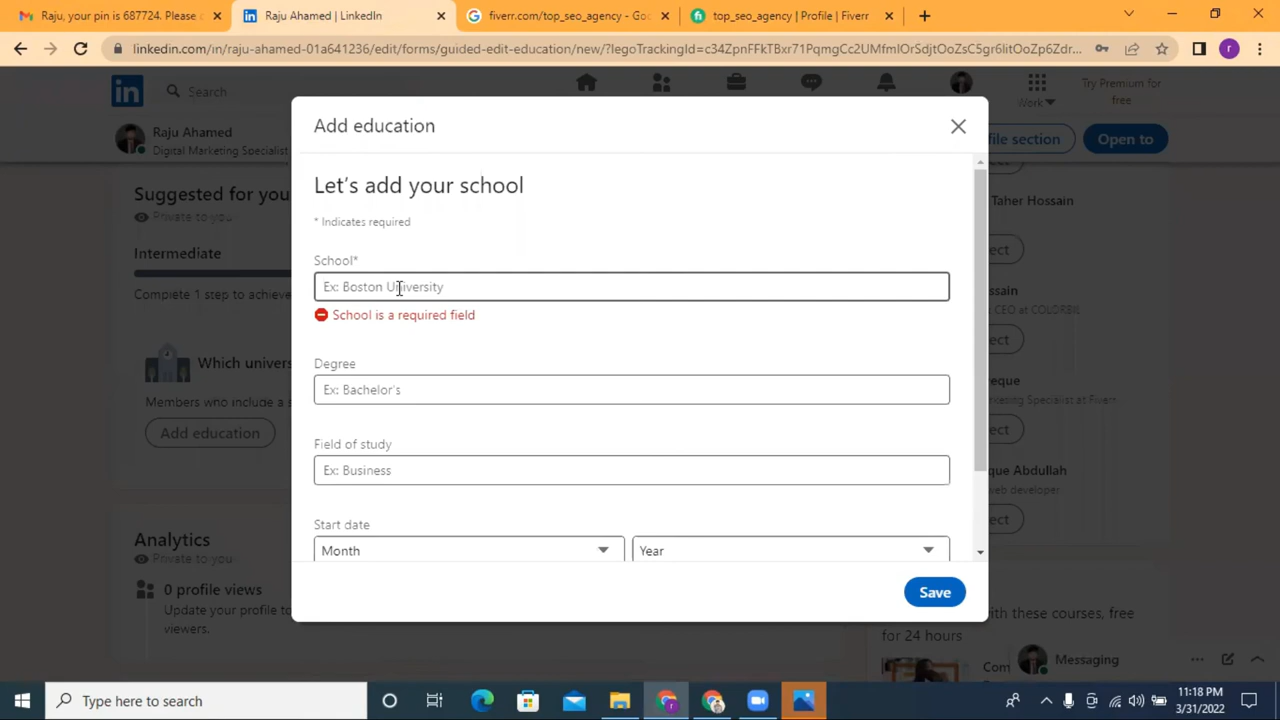 Raju, your pin is 687724. Please c
Raju Ahamed | LinkedIn
fiverr.com/top_seo_agency - Goo
top_seo_agency | Profile | Fiverr
linkedin.com/in/raju-ahamed-01a641236/edit/forms/guided-edit-education/new/?legoTrackingId=
Search
Work
Try Premium for
free
Raju Ahamed
Digital Marketing Specialist
file section
Open to
Add education
Suggested for you
Private to you
Intermediate
Complete 1 step to achieve
Which univers
Members who include a s
Add education
Let's add your school
* Indicates required
School*
Ex: Boston University
School is a required field
Degree
Ex: Bachelor's
Field of study
Ex: Business
Start date
Month
Year
Save
Taher Hossain
ect
ssain
CEO at COLORBIL
ect
eque
rkesing Specialist at Fiverr
ect
que Abdullah
web developer
ect
Analytics
Private to you
0 profile views
Update your profile to
viewers.
with these courses, free
for 24 hours
Com
Messaging
Type here to search
11:18 PM
3/31/2022